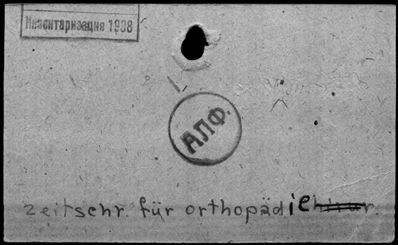 Инвентаризация 1938
АЛФ.
Zeitschr. für orthopädie